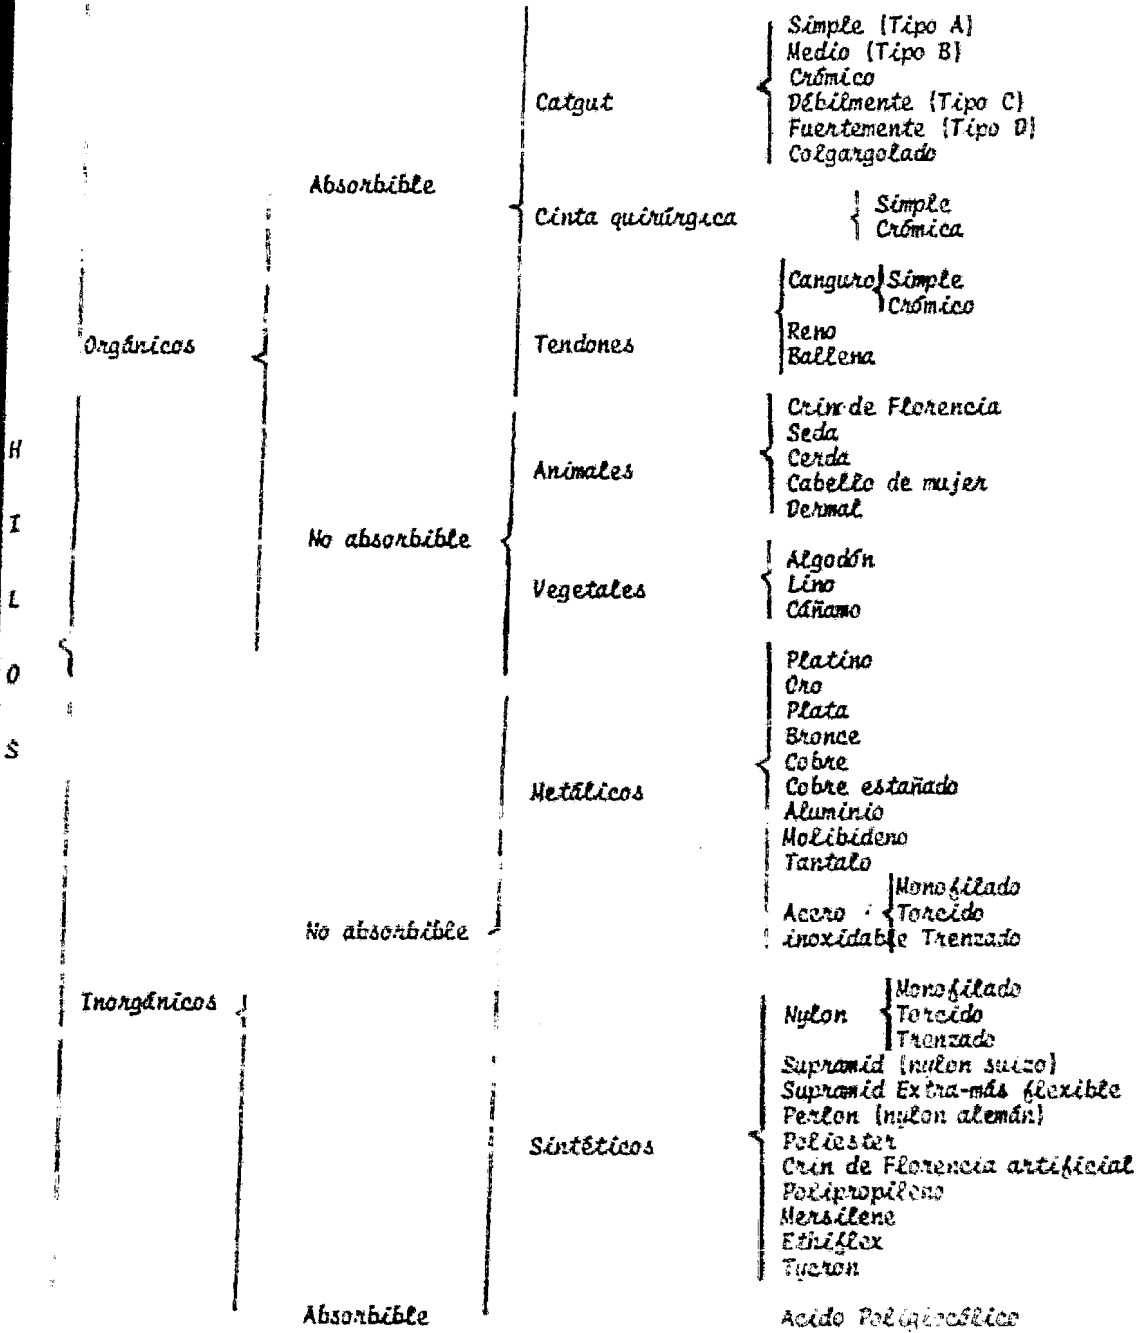 HILOS
Orgánicos
Absorbible
Catgut
Simple (Tipo A)
Medio (Tipo B)
Crómico
Débilmente (Tipo C)
Fuertemente (Tipo D)
Colgargolado
Cinta quirúrgica
Simple
Crómica
Tendones
Canguro
Simple
Crómico
Reno
Ballena
No absorbible
Animales
Crin de Florencia
Seda
Cerda
Cabello de mujer
Dermal
Vegetales
Algodón
Lino
Cáñamo
Inorgánicos
No absorbible
Metálicos
Platino
Oro
Plata
Bronce
Cobre
Cobre estañado
Aluminio
Molibideno
Tantalo
Acero
inoxidable
Monofilado
Torcido
Trenzado
Sintéticos
Nylon
Monofilado
Torcido
Trenzado
Supramid (nylon suizo)
Supramid Extra-más flexible
Perlon (nylon alemán)
Poliester
Crin de Florencia artificial
Polipropileno
Mersilene
Ethiflex
Tycron
Absorbible
Acido Poligiocólico